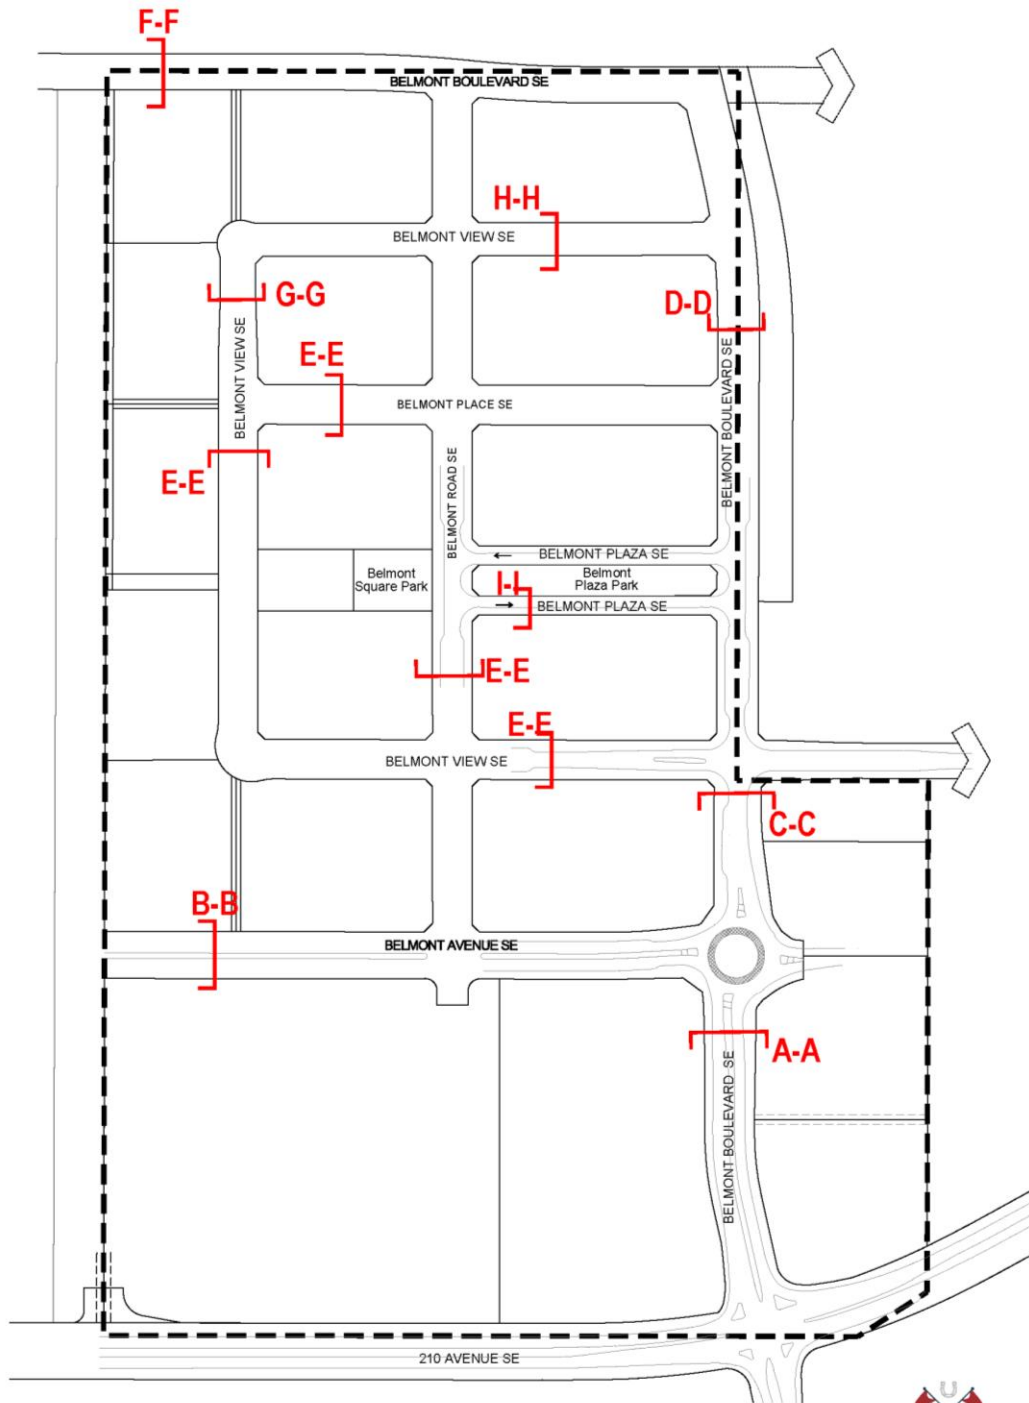 F-F
BELMONT BOULEVARD SE
H-H
BELMONT VIEW SE
G-G
D-D
BELMONT VIEW SE
E-E
BELMONT BOULEVARD SE
BELMONT PLACE SE
E-E
BELMONT ROAD SE
BELMONT PLAZA SE
Belmont
Square Park
Belmont
Plaza Park
I-I
BELMONT PLAZA SE
E-E
E-E
BELMONT VIEW SE
C-C
B-B
BELMONT AVENUE SE
A-A
BELMONT BOULEVARD SE
210 AVENUE SE